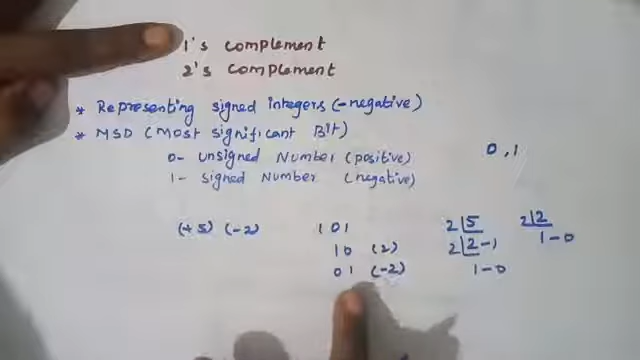 1's complement
2's complement
* Representing signed integers (-negative)
* MSD (Most significant Bit)
0- unsigned Number (positive)
1- signed Number (negative)
0,1
(+5) (-2)
101
10 (2)
01 (-2)
2|5
2|2-1
1-0
2|2
1-0